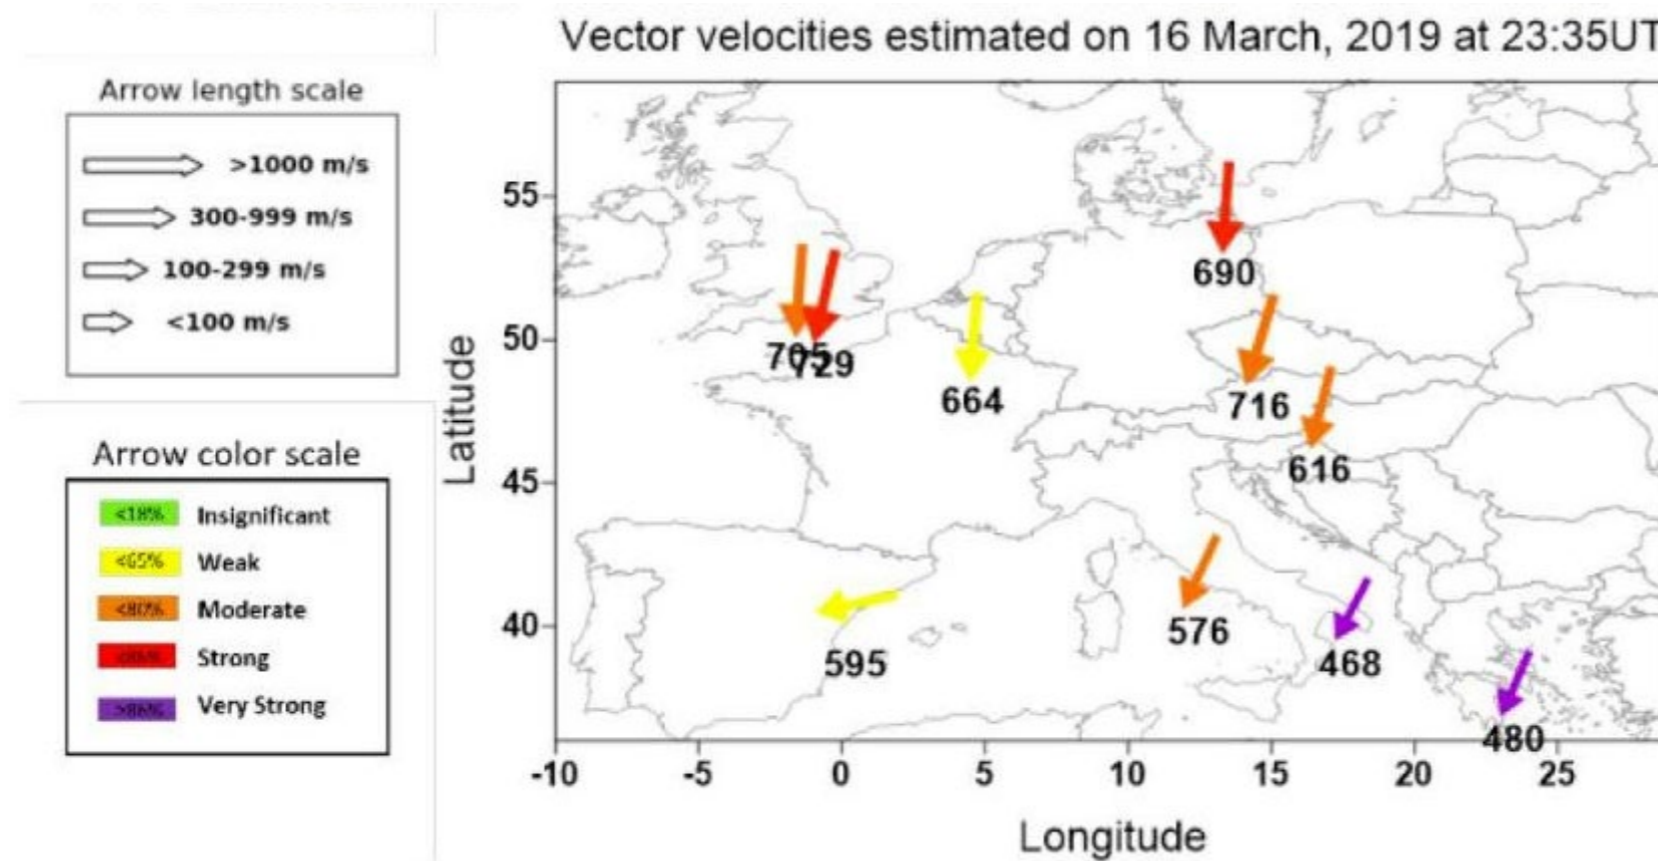 Vector velocities estimated on 16 March, 2019 at 23:35UT
Arrow length scale
>1000 m/s
300-999 m/s
100-299 m/s
<100 m/s
Arrow color scale
<18% Insignificant
<65% Weak
<80% Moderate
Strong
>86% Very Strong
Latitude
55
50
45
40
690
705
729
664
716
616
595
576
468
480
-10 -5 0 5 10 15 20 25
Longitude